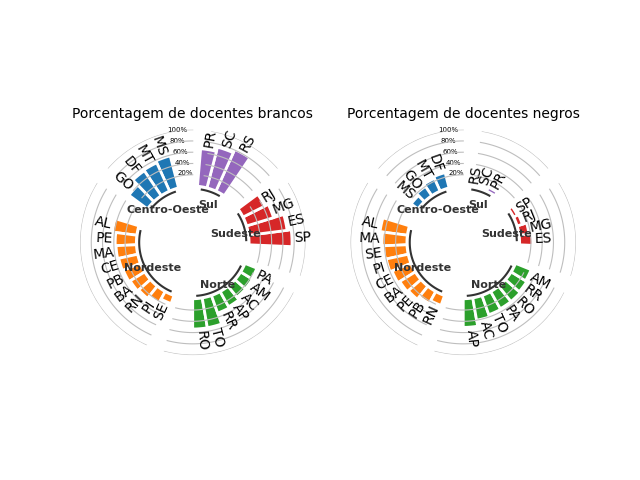 Porcentagem de docentes brancos
100%
80%
60%
40%
20%
PR
SC
RS
MS
MT
DF
GO
Centro-Oeste
Sul
RJ
MG
ES
SP
Sudeste
AL
PE
MA
CE
PB
BA
RN
PI
SE
Nordeste
Norte
PA
AM
AC
AP
RR
TO
RO
Porcentagem de docentes negros
100%
80%
60%
40%
20%
RS
SC
PR
DF
MT
GO
MS
Centro-Oeste
Sul
SP
RJ
MG
ES
Sudeste
AL
MA
SE
PI
CE
BA
PE
PB
RN
Nordeste
Norte
AM
RR
RO
PA
TO
AC
AP